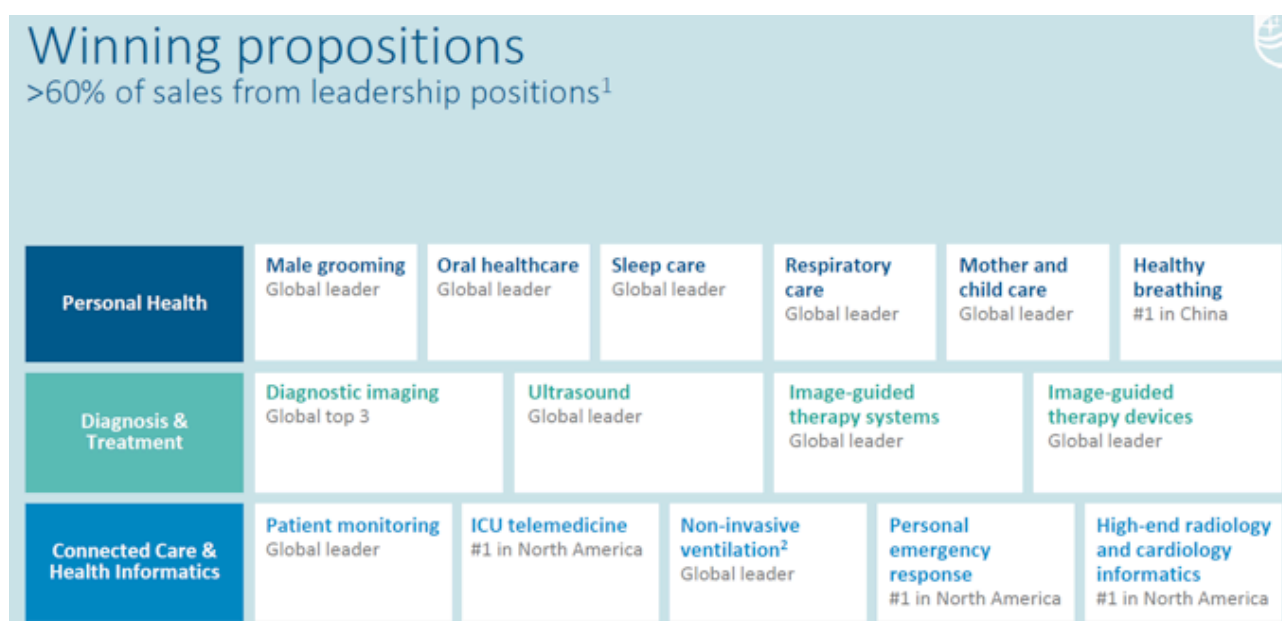 Winning propositions
>60% of sales from leadership positions¹
Personal Health
Male grooming
Global leader
Oral healthcare
Global leader
Sleep care
Global leader
Respiratory
care
Global leader
Mother and
child care
Global leader
Healthy
breathing
#1 in China
Diagnosis &
Treatment
Diagnostic imaging
Global top 3
Ultrasound
Global leader
Image-guided
therapy systems
Global leader
Image-guided
therapy devices
Global leader
Connected Care &
Health Informatics
Patient monitoring
Global leader
ICU telemedicine
#1 in North America
Non-invasive
ventilation²
Global leader
Personal
emergency
response
#1 in North America
High-end radiology
and cardiology
informatics
#1 in North America